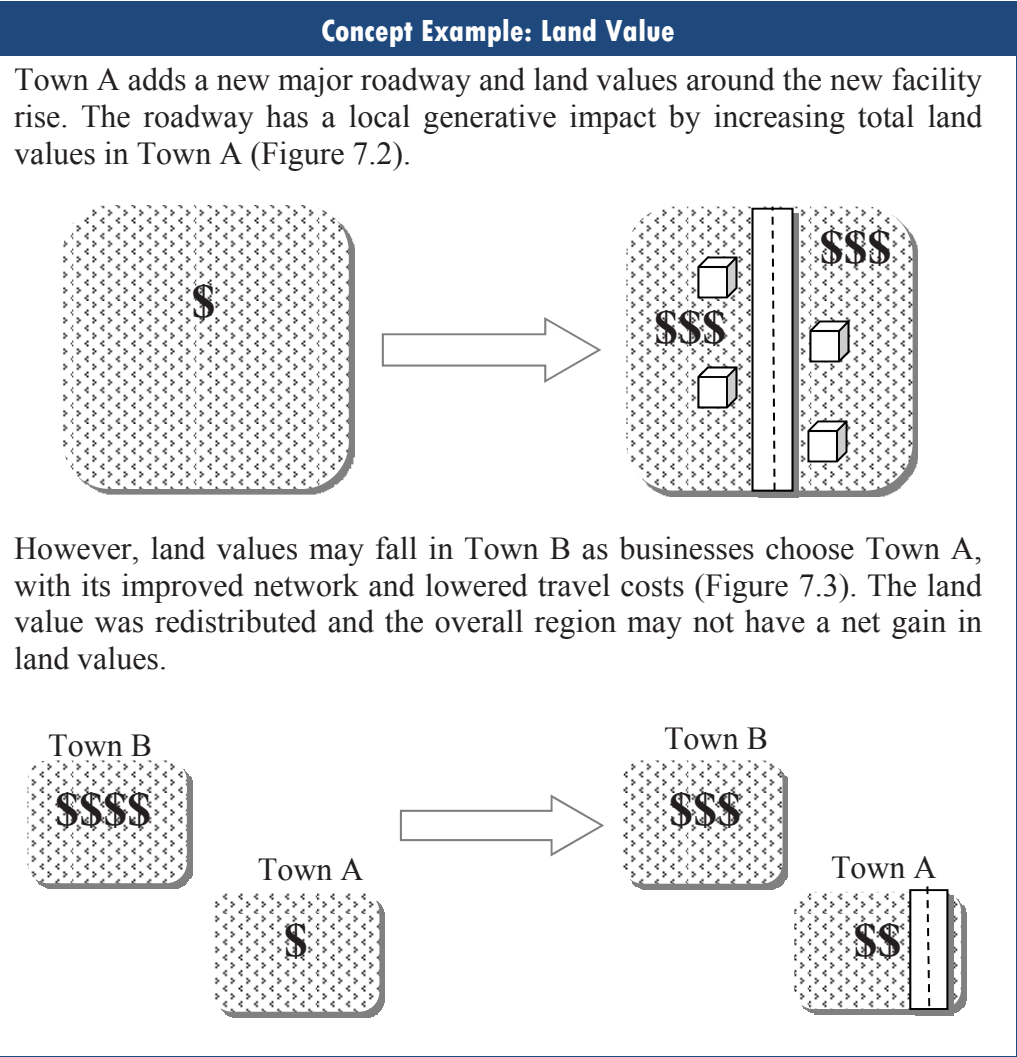 Concept Example: Land Value
Town A adds a new major roadway and land values around the new facility
rise. The roadway has a local generative impact by increasing total land
values in Town A (Figure 7.2).
$
$$$
$$$
However, land values may fall in Town B as businesses choose Town A,
with its improved network and lowered travel costs (Figure 7.3). The land
value was redistributed and the overall region may not have a net gain in
land values.
Town B
$$$$
Town A
$
Town B
$$$
Town A
$$